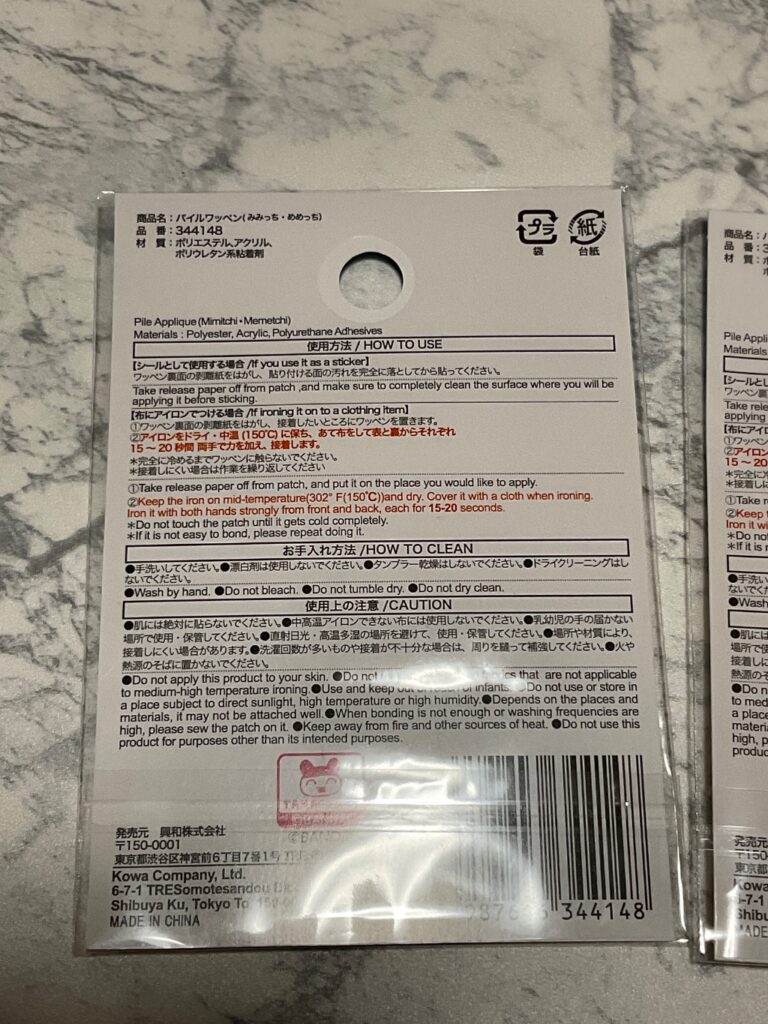 商品名：パイルワッペン(みみっち・めめっち)
品　番：344148
材　質：ポリエステル、アクリル、
ポリウレタン系粘着剤
プラ
袋
紙
台紙
Pile Applique(Mimitchi・Memetchi)
Materials : Polyester, Acrylic, Polyurethane Adhesives
使用方法 / HOW TO USE
【シールとして使用する場合 /If you use it as a sticker】
ワッペン裏面の剥離紙をはがし、貼り付ける面の汚れを完全に落としてから貼ってください。
Take release paper off from patch ,and make sure to completely clean the surface where you will be
applying it before sticking.
【布にアイロンでつける場合 /If ironing it on to a clothing item】
①ワッペン裏面の剥離紙をはがし、接着したいところにワッペンを置きます。
②アイロンをドライ・中温 (150℃) に保ち、あて布をして表と裏からそれぞれ
15 ～ 20 秒間 両手で力を加え、接着します。
＊完全に冷めるまでワッペンに触らないでください。
＊接着しにくい場合は作業を繰り返してください
①Take release paper off from patch, and put it on the place you would like to apply.
②Keep the iron on mid-temperature(302° F(150℃))and dry. Cover it with a cloth when ironing.
Iron it with both hands strongly from front and back, each for 15-20 seconds.
＊Do not touch the patch until it gets cold completely.
＊If it is not easy to bond, please repeat doing it.
お手入れ方法 /HOW TO CLEAN
●手洗いしてください。●漂白剤は使用しないでください。●タンブラー乾燥はしないでください。●ドライクリーニングはし
ないでください。
●Wash by hand. ●Do not bleach. ●Do not tumble dry. ●Do not dry clean.
使用上の注意 /CAUTION
●肌には絶対に貼らないでください。●中高温アイロンできない布には使用しないでください。●乳幼児の手の届かない
場所で使用・保管してください。●直射日光・高温多湿の場所を避けて、使用・保管してください。●場所や材質により、
接着しにくい場合があります。●洗濯回数が多いものや接着が不十分な場合は、周りを縫って補強してください。●火や
熱源のそばに置かないでください。
●Do not apply this product to your skin. ●Do not that are not applicable
to medium-high temperature ironing.●Use and keep out of reach of infants. ●Do not use or store in
a place subject to direct sunlight, high temperature or high humidity.●Depends on the places and
materials, it may not be attached well.●When bonding is not enough or washing frequencies are
high, please sew the patch on it. ●Keep away from fire and other sources of heat. ●Do not use this
product for purposes other than its intended purposes.
発売元　興和株式会社
〒150-0001
東京都渋谷区神宮前6丁目7番1号
Kowa Company, Ltd.
6-7-1 TRESomotesandou
Shibuya Ku, Tokyo
MADE IN CHINA
344148